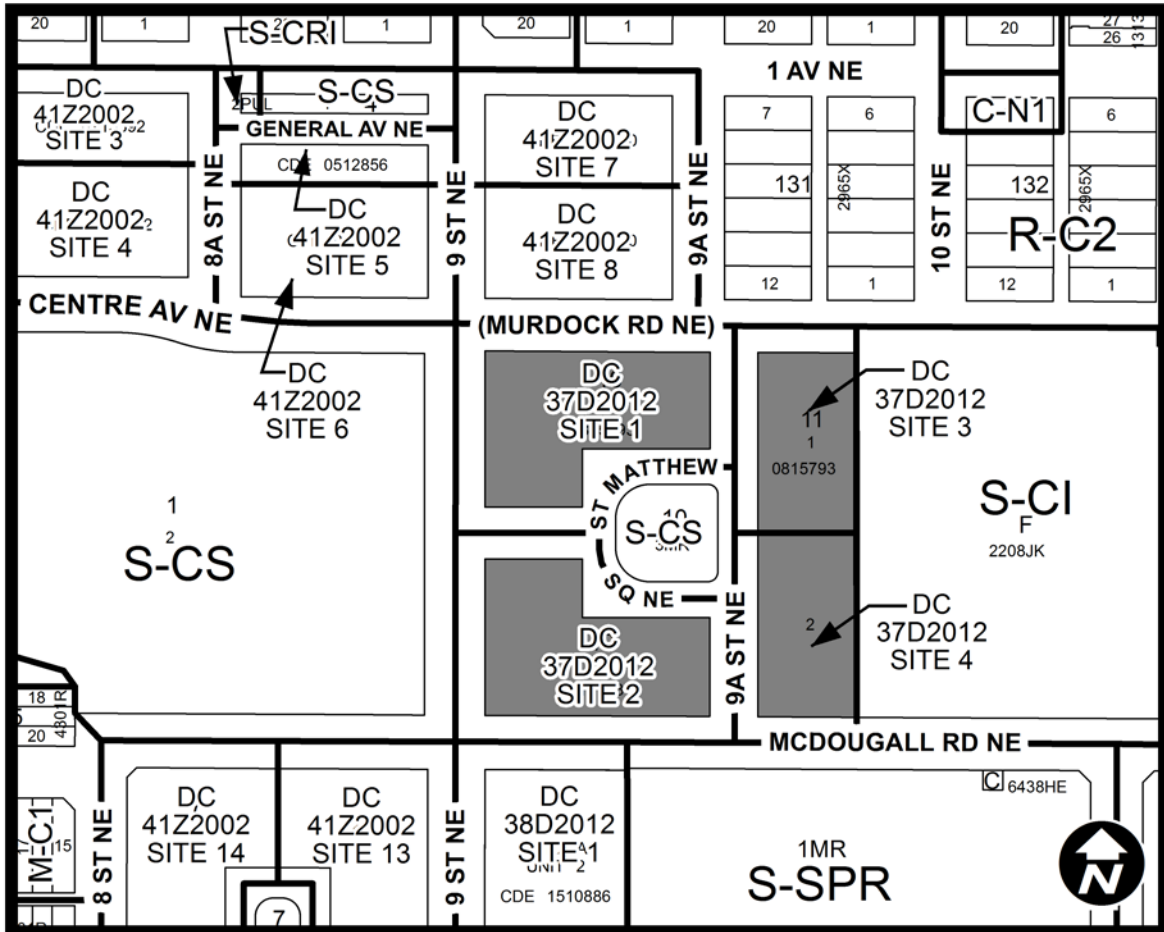 20
1
1
20
1
20
1
20
27
26
1313
S-CRI
1 AV NE
DC
41Z2002
SITE 3
2PUL
S-CS
GENERAL AV NE
CDE 0512856
DC
41Z2002
SITE 7
7
6
C-N1
6
131
2965X
132
2965X
R-C2
DC
41Z2002
SITE 4
8A ST NE
DC
41Z2002
SITE 5
9 ST NE
DC
41Z2002
SITE 8
9A ST NE
10 ST NE
12
1
12
1
CENTRE AV NE
(MURDOCK RD NE)
DC
41Z2002
SITE 6
DC
37D2012
SITE 1
DC
37D2012
SITE 3
11
1
0815793
ST MATTHEW
SQ NE
S-CS
1
2
S-CS
S-CI
F
2208JK
DC
37D2012
SITE 2
9A ST NE
2
DC
37D2012
SITE 4
18
20
4301R
MCDOUGALL RD NE
C 6438HE
M-C1
17
15
8 ST NE
DC
41Z2002
SITE 14
DC
41Z2002
SITE 13
7
9 ST NE
DC
38D2012
SITE 1
UNIT 2
CDE 1510886
1MR
S-SPR
N